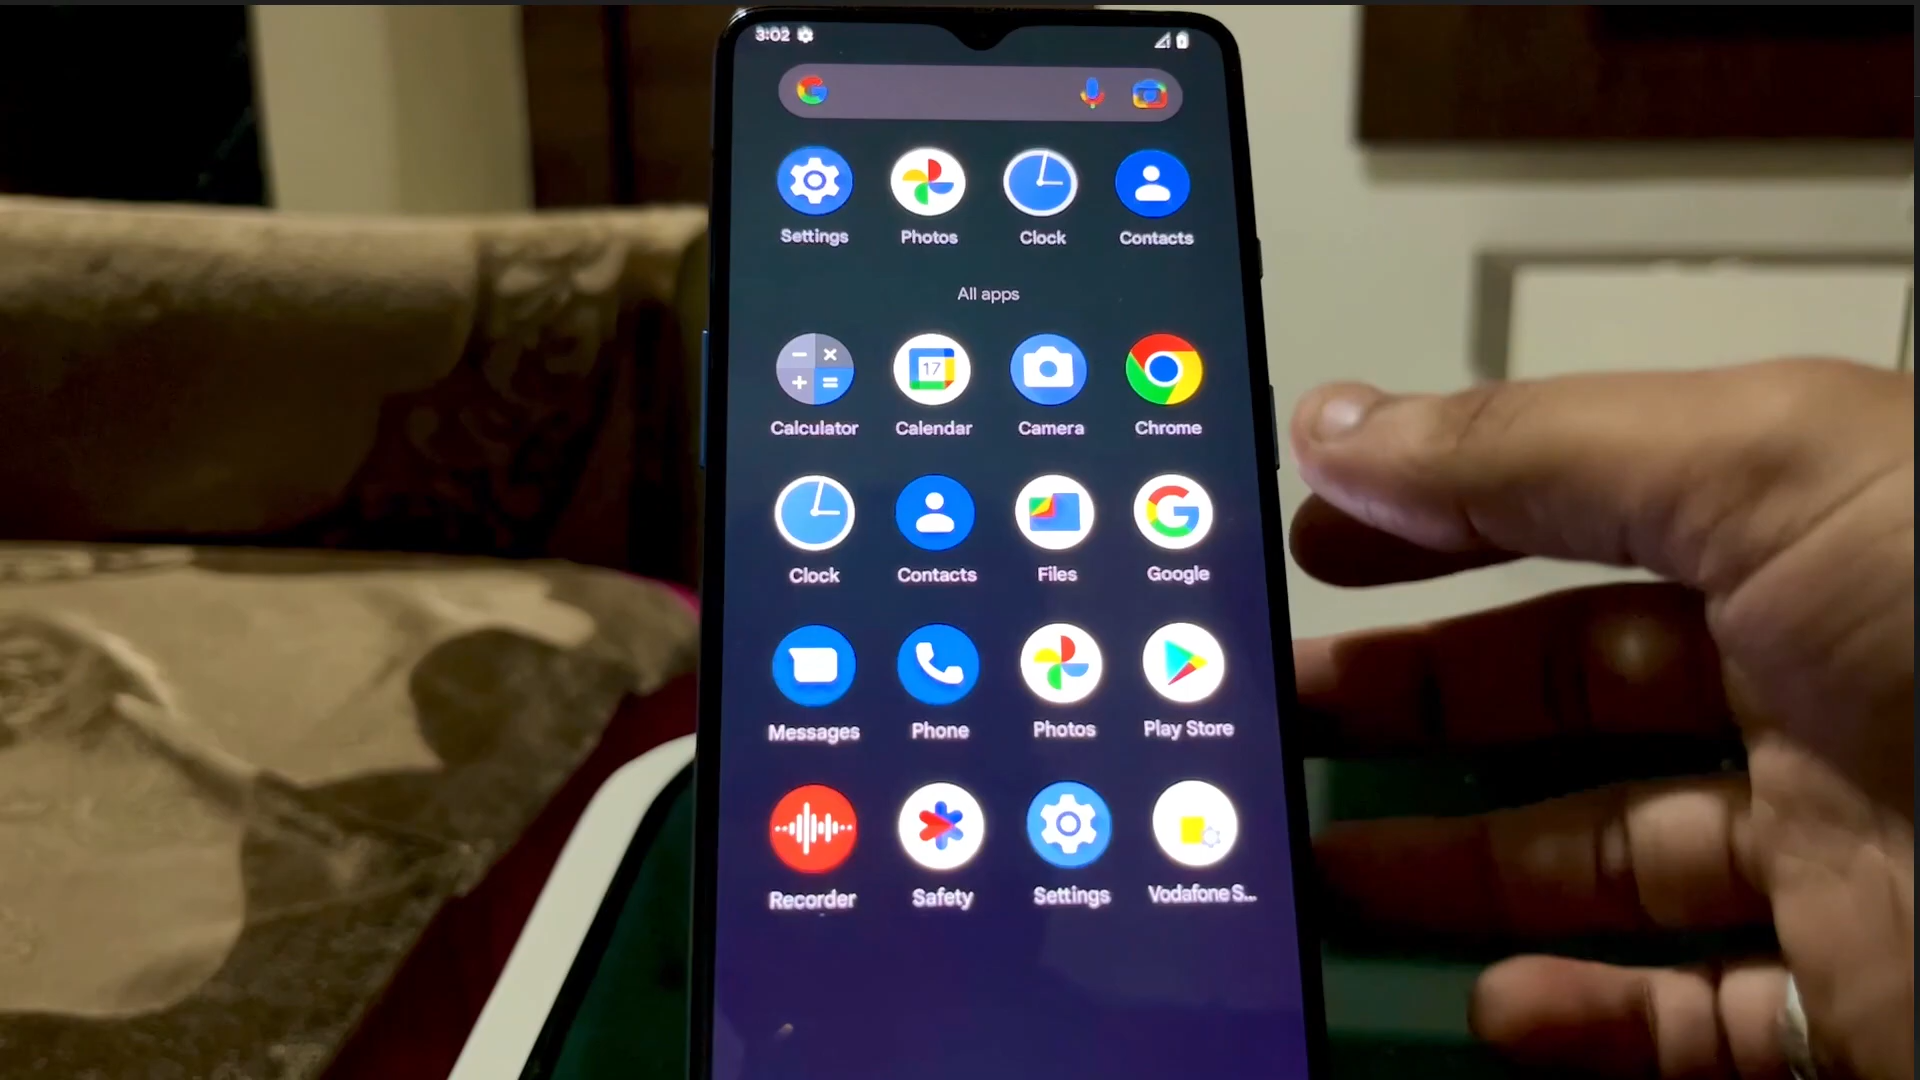 3:02
Settings Photos Clock Contacts
All apps
17
Calculator Calendar Camera Chrome
Clock Contacts Files Google
Messages Phone Photos Play Store
Recorder Safety Settings Vodafone S...